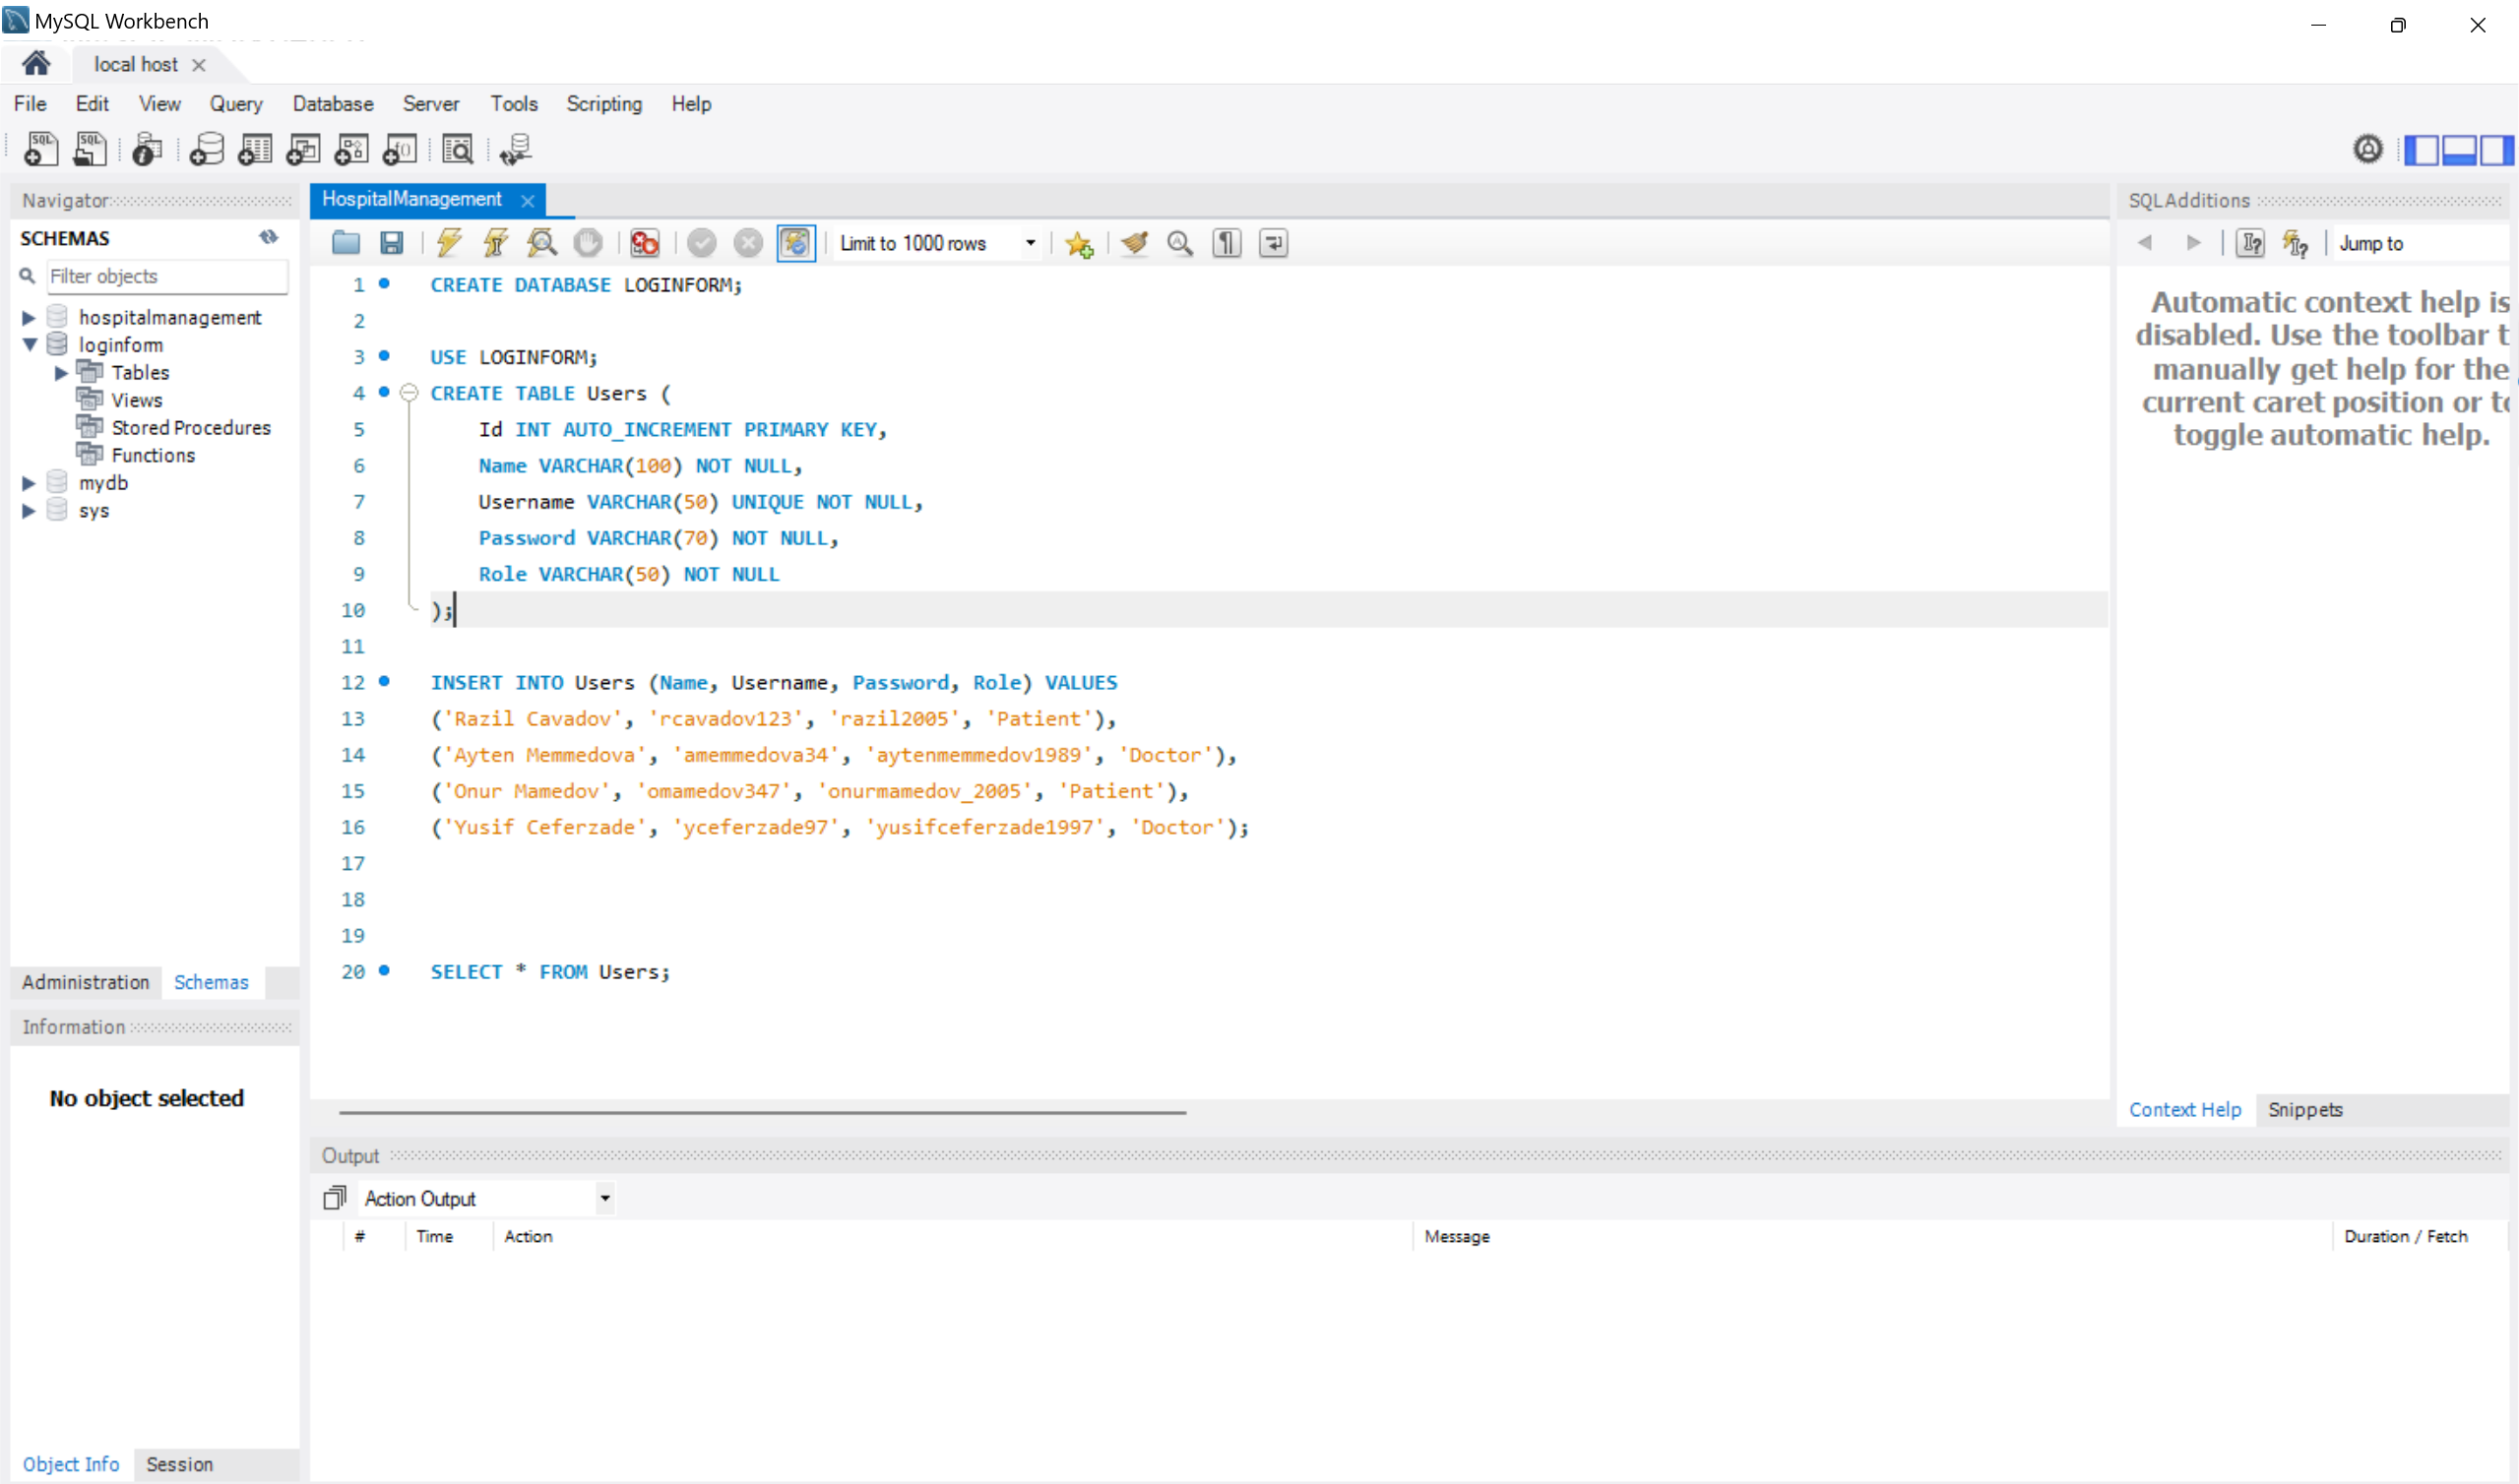 MySQL Workbench
local host
File Edit View Query Database Server Tools Scripting Help
Navigator
SCHEMAS
Filter objects
hospitalmanagement
loginform
Tables
Views
Stored Procedures
Functions
mydb
sys
Administration Schemas
Information
No object selected
Object Info Session
HospitalManagement
Limit to 1000 rows
1 CREATE DATABASE LOGINFORM;
2
3 USE LOGINFORM;
4 CREATE TABLE Users (
5 Id INT AUTO_INCREMENT PRIMARY KEY,
6 Name VARCHAR(100) NOT NULL,
7 Username VARCHAR(50) UNIQUE NOT NULL,
8 Password VARCHAR(70) NOT NULL,
9 Role VARCHAR(50) NOT NULL
10 );
11
12 INSERT INTO Users (Name, Username, Password, Role) VALUES
13 ('Razil Cavadov', 'rcavadov123', 'razil2005', 'Patient'),
14 ('Ayten Memmedova', 'amemmedova34', 'aytenmemmedov1989', 'Doctor'),
15 ('Onur Mamedov', 'omamedov347', 'onurmamedov_2005', 'Patient'),
16 ('Yusif Ceferzade', 'yceferzade97', 'yusifceferzade1997', 'Doctor');
17
18
19
20 SELECT * FROM Users;
SQLAdditions
Jump to
Automatic context help is
disabled. Use the toolbar t
manually get help for the
current caret position or to
toggle automatic help.
Context Help Snippets
Output
Action Output
# Time Action Message Duration / Fetch